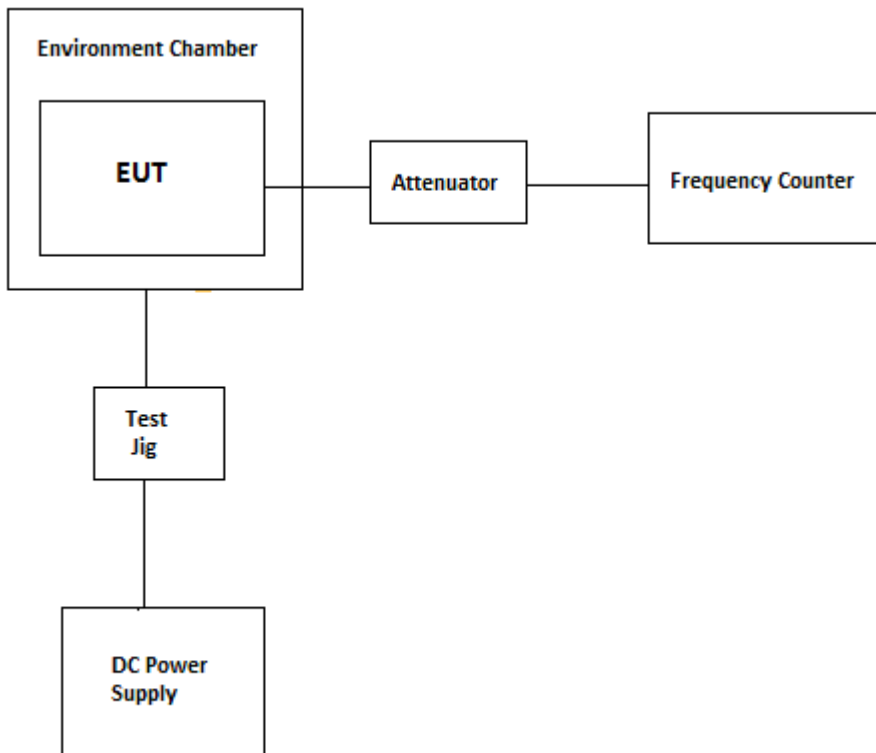 Environment Chamber
EUT
Attenuator
Frequency Counter
Test
Jig
DC Power
Supply